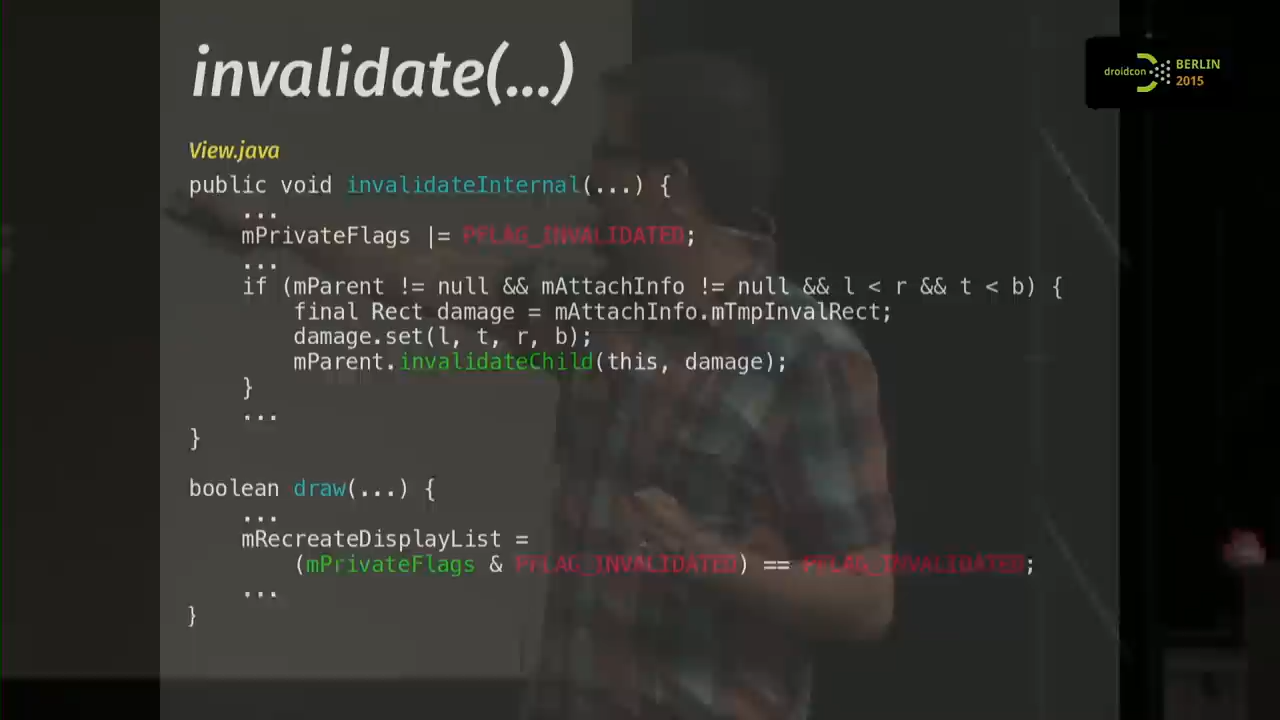 invalidate(...)
droidcon
BERLIN
2015
View.java
public void invalidateInternal(...) {
...
mPrivateFlags |= PFLAG_INVALIDATED;
...
if (mParent != null && mAttachInfo != null && l < r && t < b) {
final Rect damage = mAttachInfo.mTmpInvalRect;
damage.set(l, t, r, b);
mParent.invalidateChild(this, damage);
}
...
}
boolean draw(...) {
...
mRecreateDisplayList =
(mPrivateFlags & PFLAG_INVALIDATED) == PFLAG_INVALIDATED;
...
}